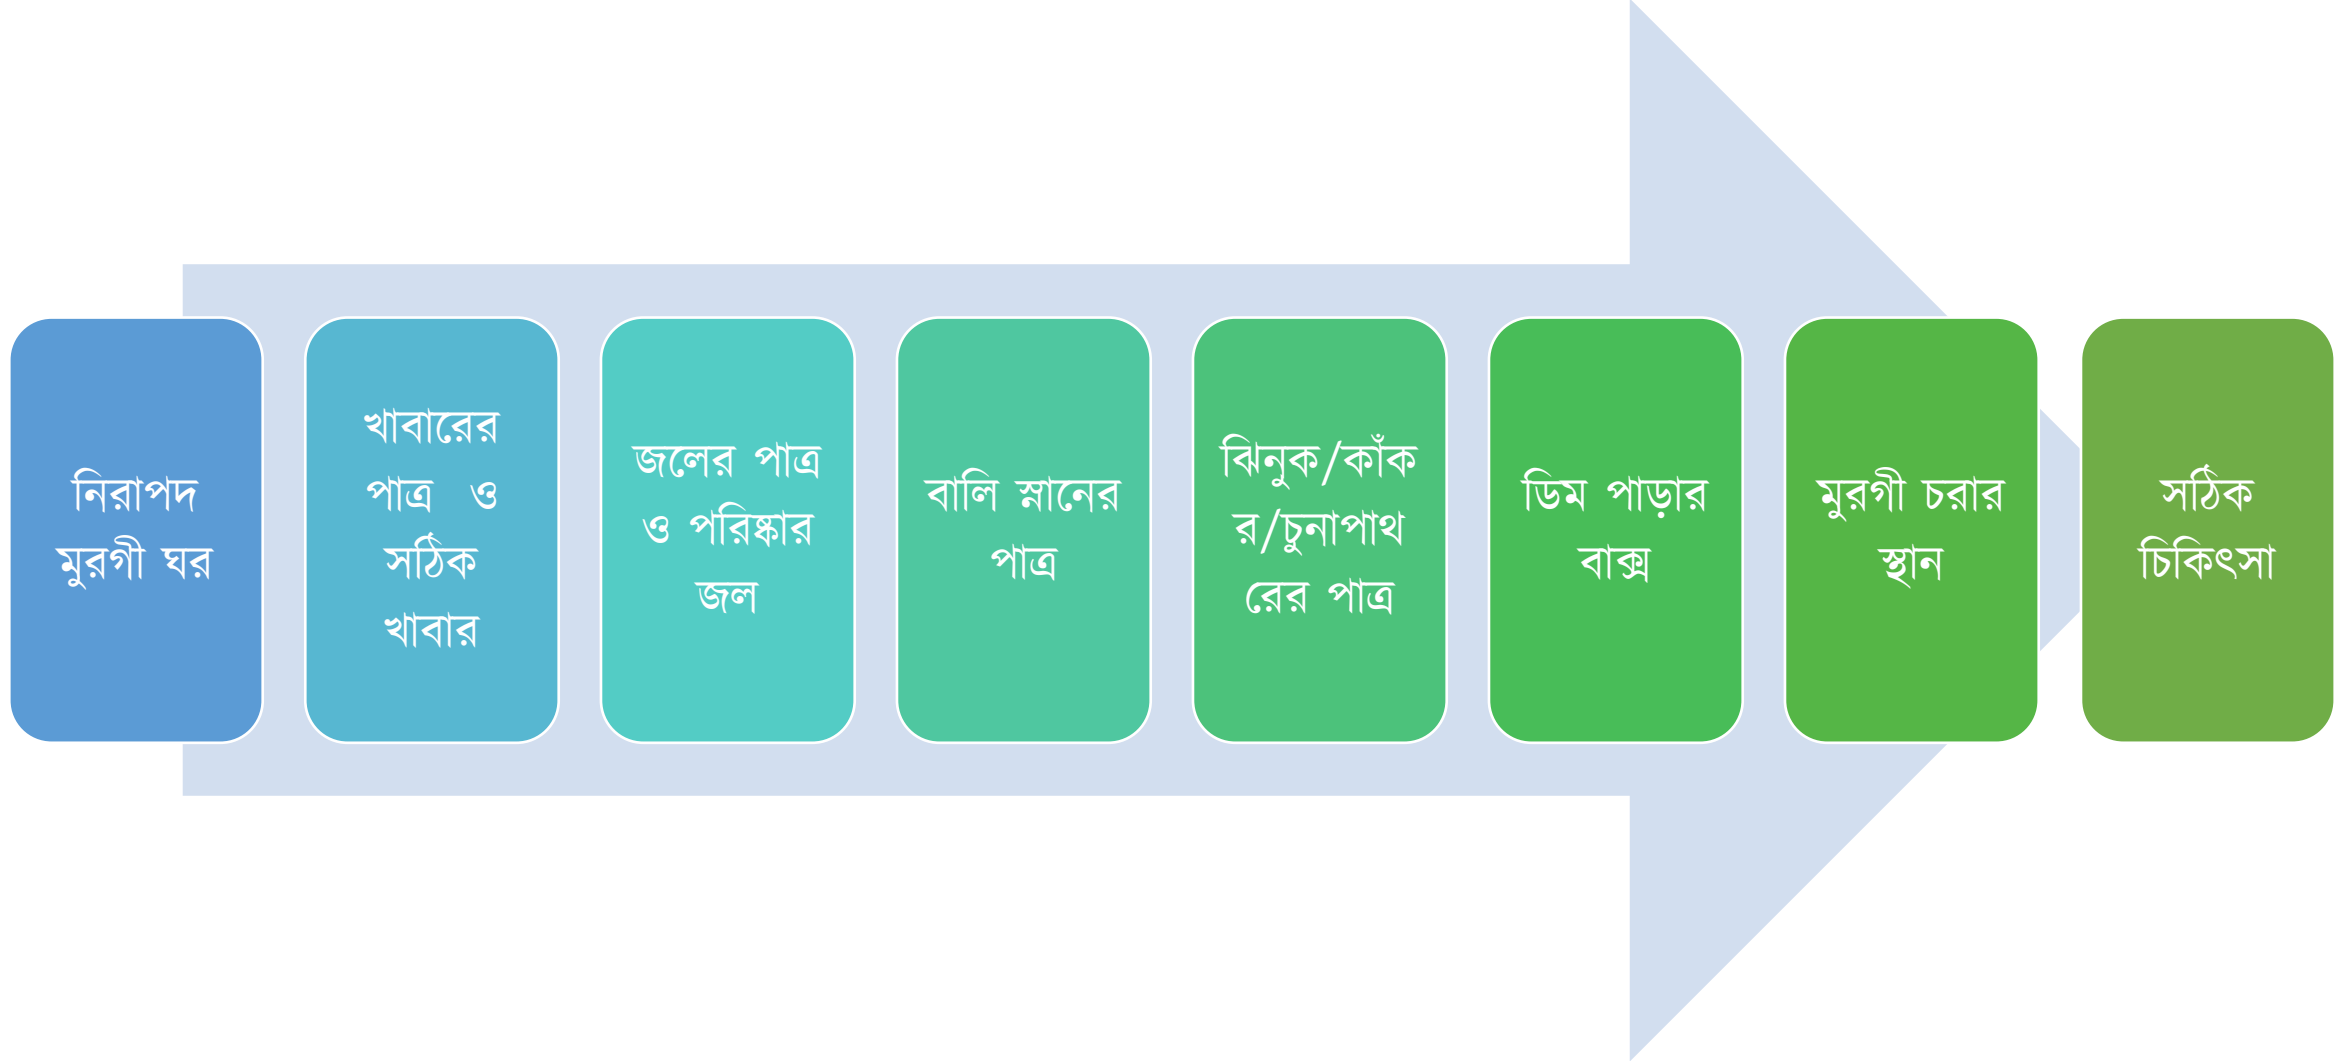 নিরাপদ
মুরগী ঘর
খাবারের
পাত্র ও
সঠিক
খাবার
জলের পাত্র
ও পরিষ্কার
জল
বালি স্নানের
পাত্র
ঝিনুক/কাঁক
র/চুনাপাথ
রের পাত্র
ডিম পাড়ার
বাক্স
মুরগী চরার
স্থান
সঠিক
চিকিৎসা